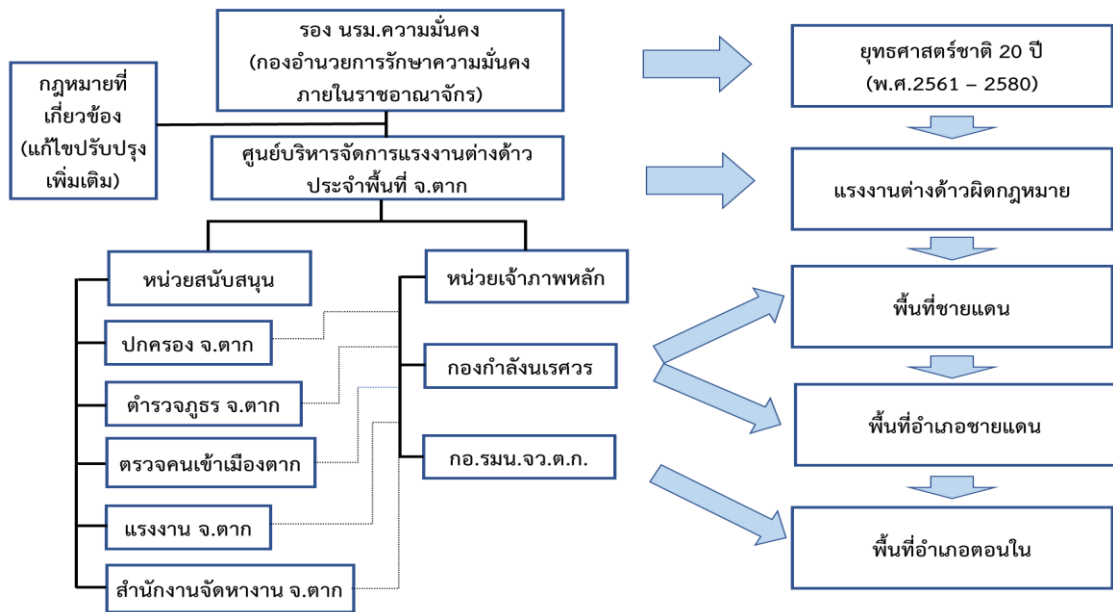 รอง นรม.ความมั่นคง
(กองอำนวยการรักษาความมั่นคง
ภายในราชอาณาจักร)
กฎหมายที่
เกี่ยวข้อง
(แก้ไขปรับปรุง
เพิ่มเติม)
ศูนย์บริหารจัดการแรงงานต่างด้าว
ประจำพื้นที่ จ.ตาก
หน่วยสนับสนุน
ปกครอง จ.ตาก
ตำรวจภูธร จ.ตาก
ตรวจคนเข้าเมืองตาก
แรงงาน จ.ตาก
สำนักงานจัดหางาน จ.ตาก
หน่วยเจ้าภาพหลัก
กองกำลังนเรศวร
กอ.รมน.จว.ต.ก.
ยุทธศาสตร์ชาติ 20 ปี
(พ.ศ.2561 – 2580)
แรงงานต่างด้าวผิดกฎหมาย
พื้นที่ชายแดน
พื้นที่อำเภอชายแดน
พื้นที่อำเภอตอนใน